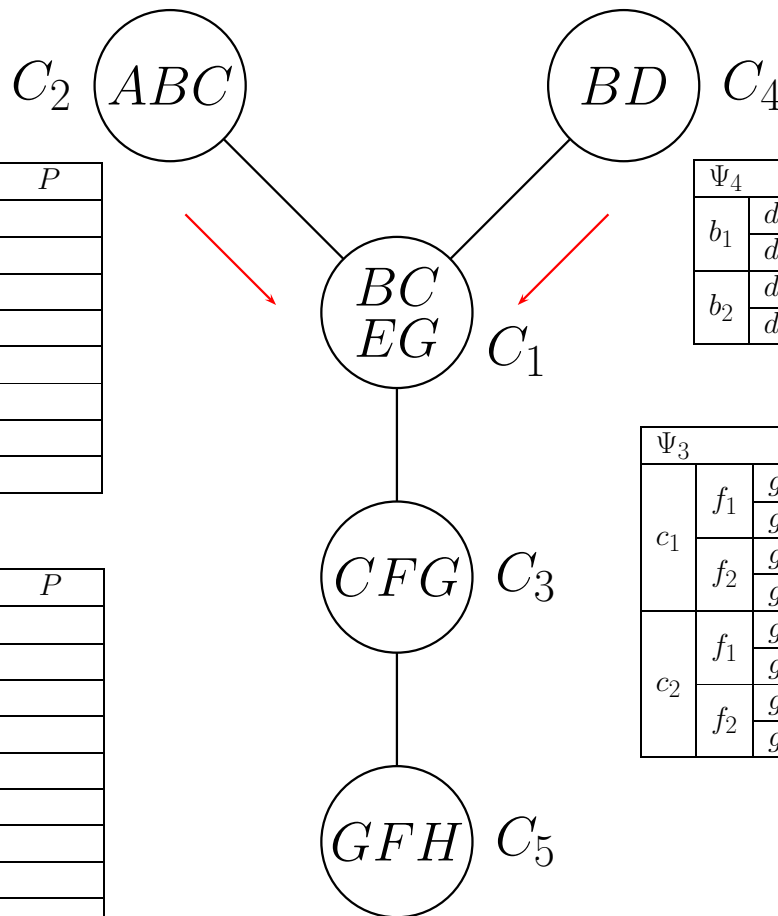 C₂
ABC
BD
C₄
P
Ψ₄
b₁
d
d
b₂
d
d
BC
EG
C₁
Ψ₃
c₁
f₁
g
g
f₂
g
g
c₂
f₁
g
g
f₂
g
g
CFG
C₃
P
GFH
C₅